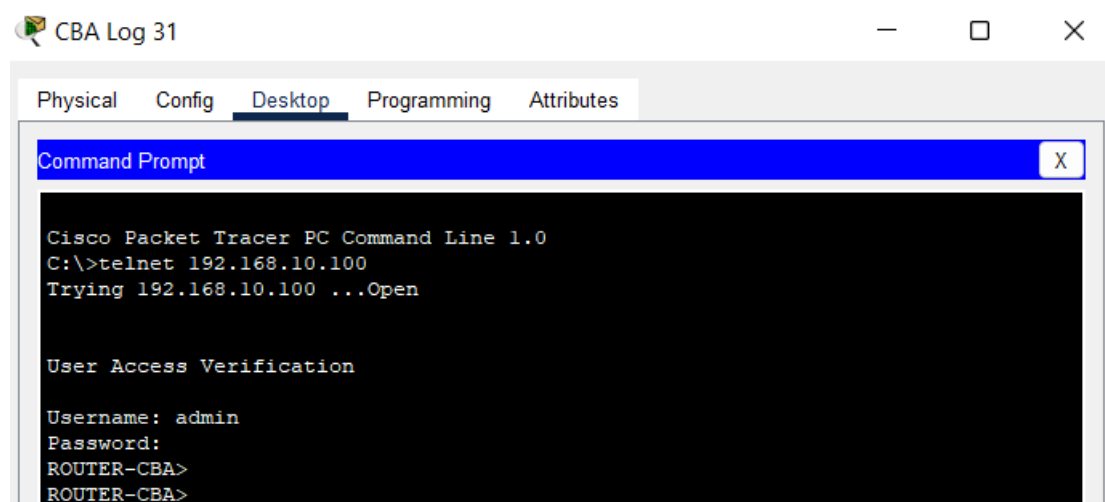 CBA Log 31
Physical Config Desktop Programming Attributes
Command Prompt X
Cisco Packet Tracer PC Command Line 1.0
C:\>telnet 192.168.10.100
Trying 192.168.10.100 ...Open
User Access Verification
Username: admin
Password:
ROUTER-CBA>
ROUTER-CBA>